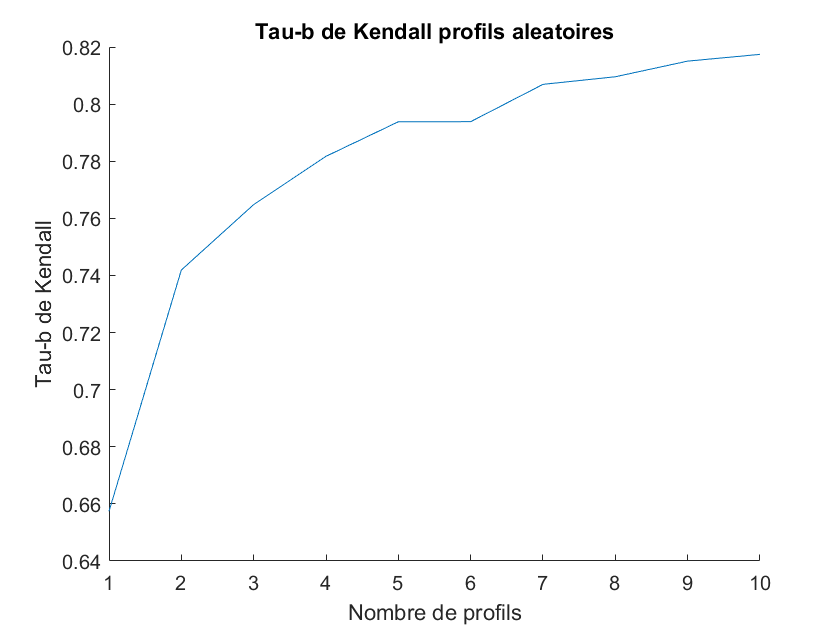 Tau-b de Kendall profils aleatoires
0.82
0.8
0.78
0.76
0.74
0.72
0.7
0.68
0.66
0.64
Tau-b de Kendall
1 2 3 4 5 6 7 8 9 10
Nombre de profils